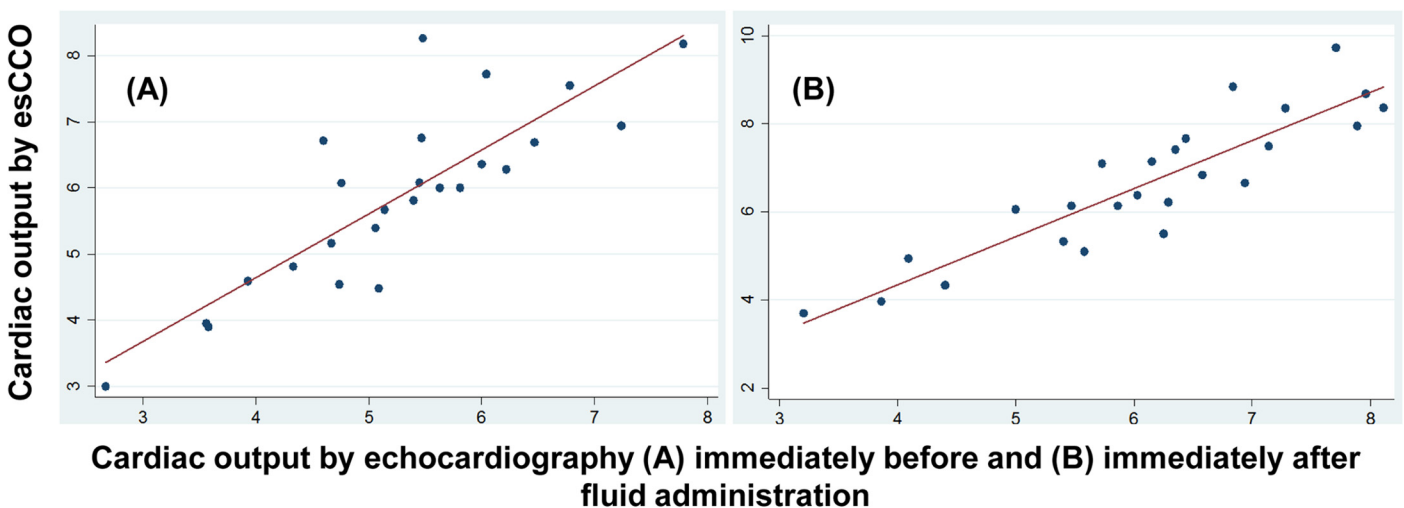 Cardiac output by esCCO
(A)
8
7
6
5
4
3
3 4 5 6 7 8
(B)
10
8
6
4
2
3 4 5 6 7 8
Cardiac output by echocardiography (A) immediately before and (B) immediately after
fluid administration